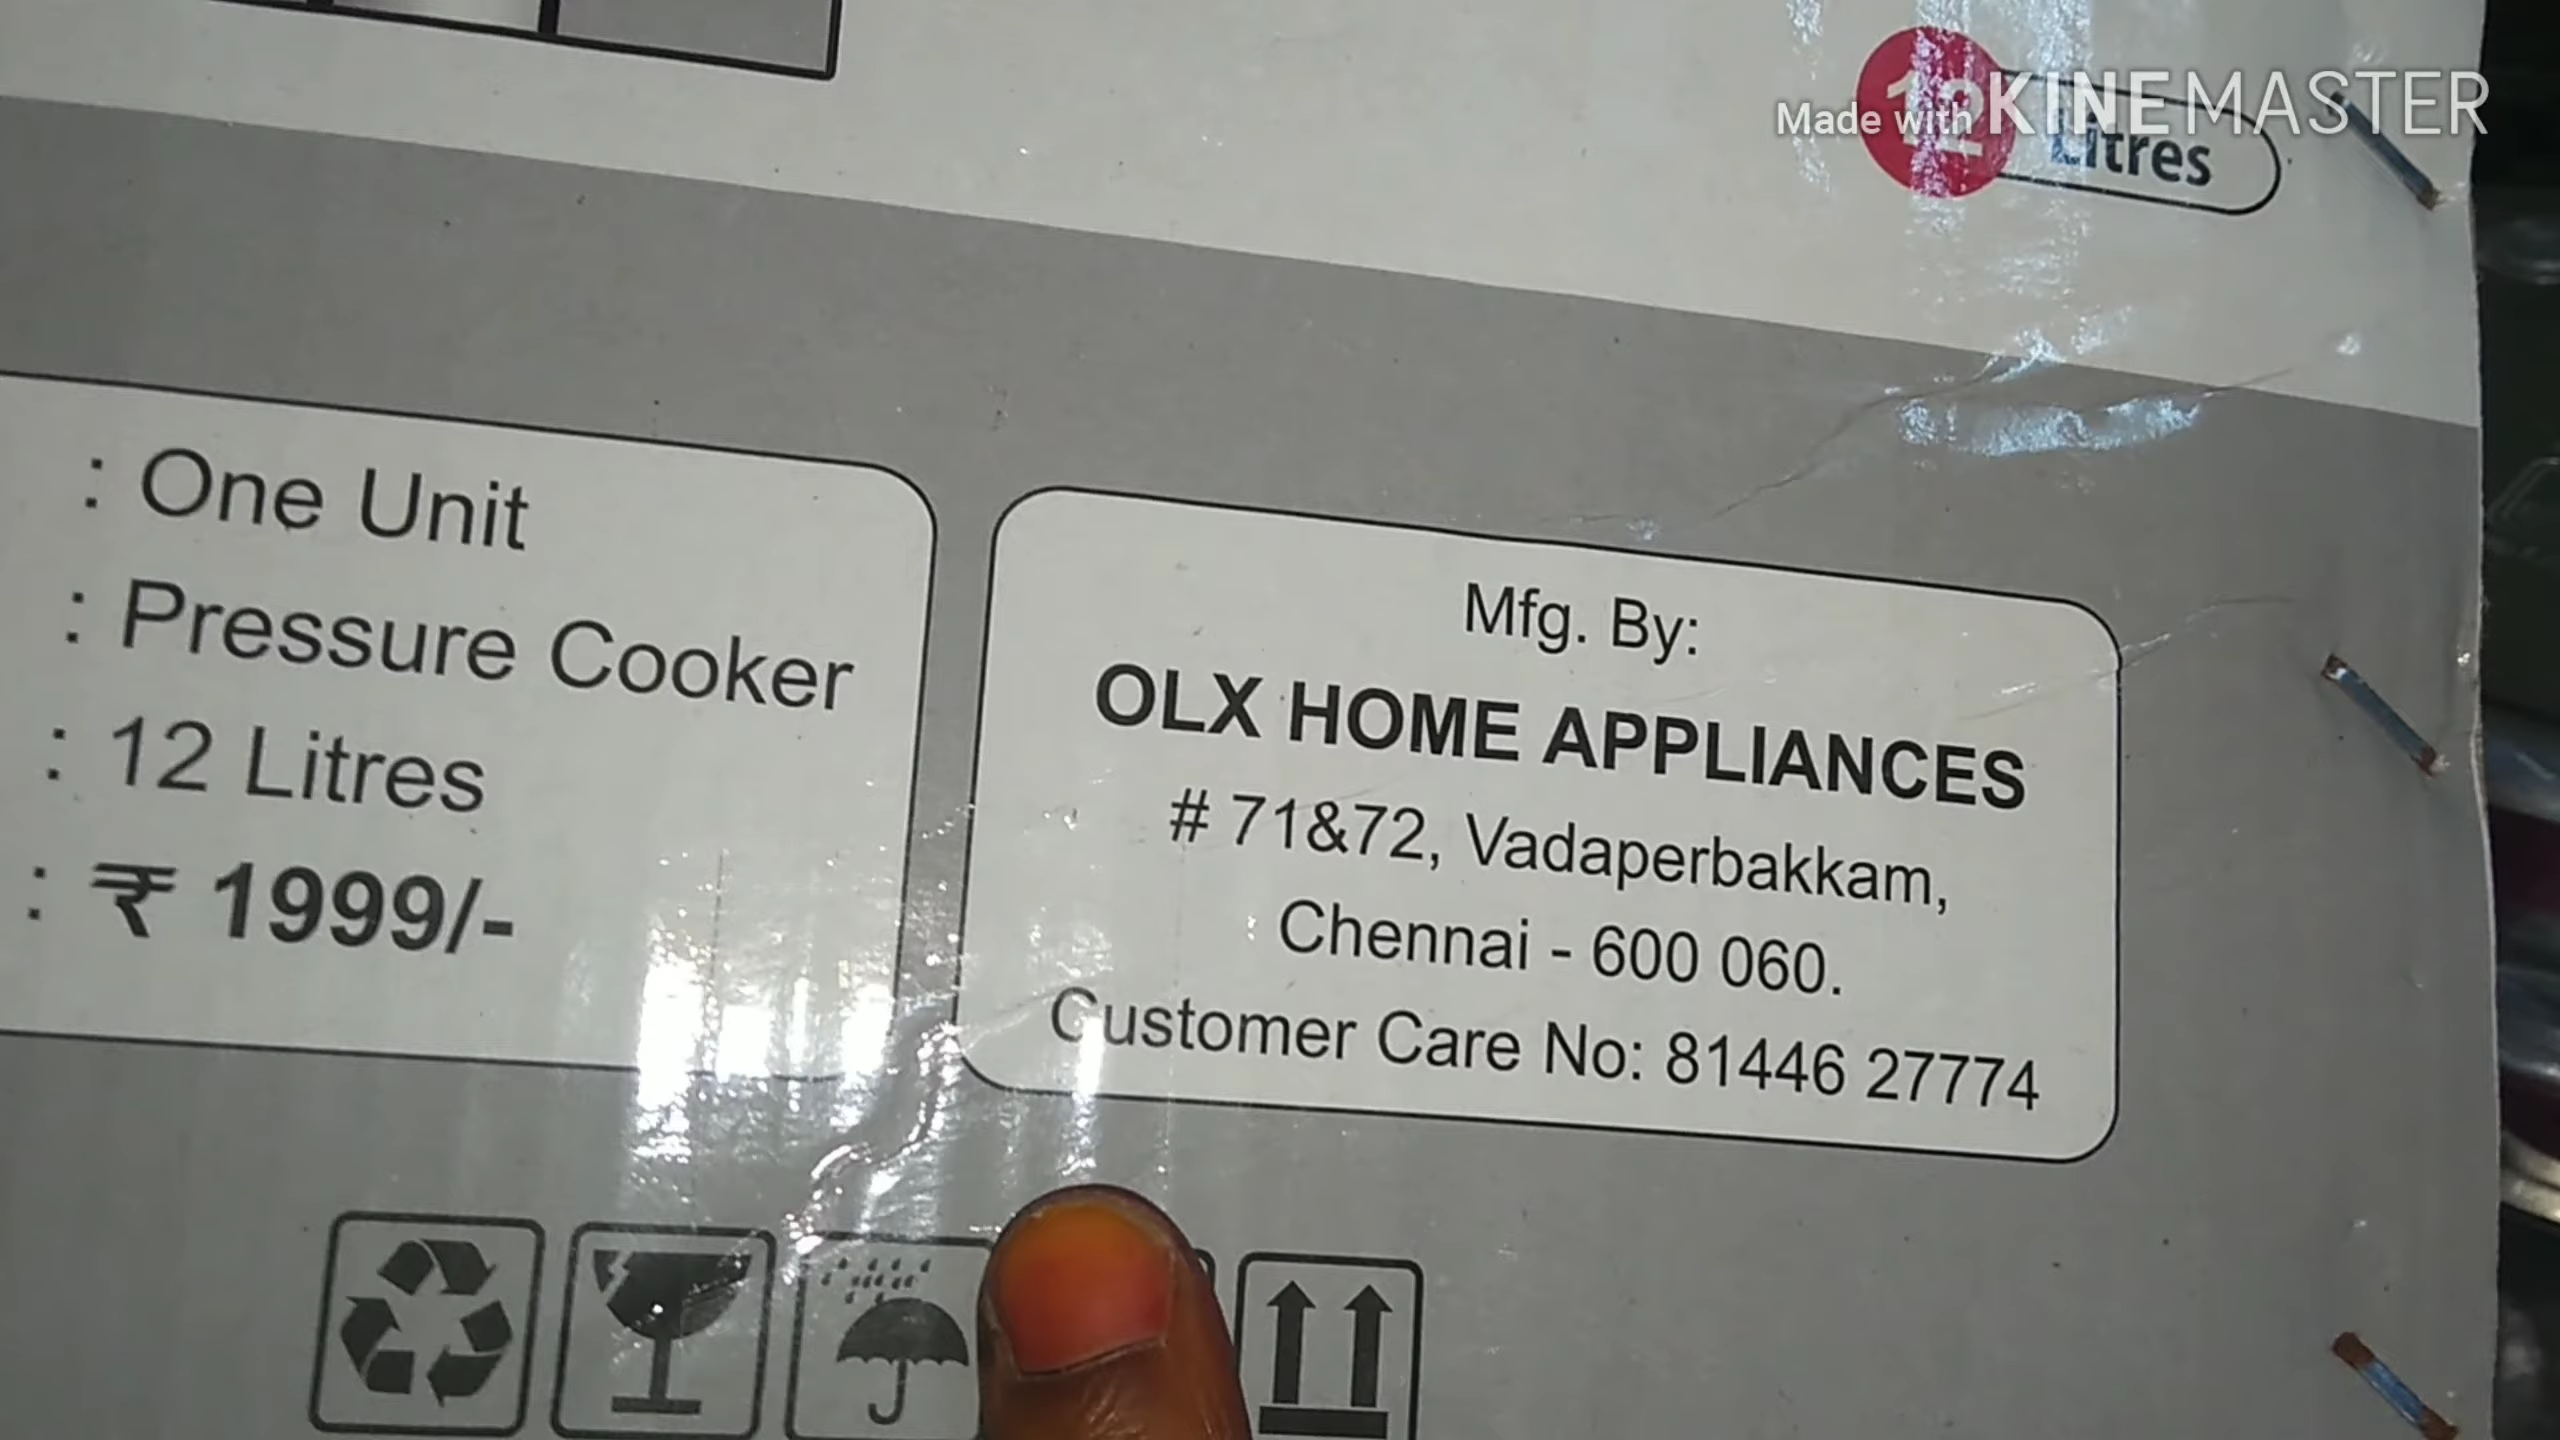 12 Litres
Made with KINEMASTER
: One Unit
: Pressure Cooker
: 12 Litres
: ₹ 1999/-
Mfg. By:
OLX HOME APPLIANCES
# 71&72, Vadaperbakkam,
Chennai - 600 060.
Customer Care No: 81446 27774